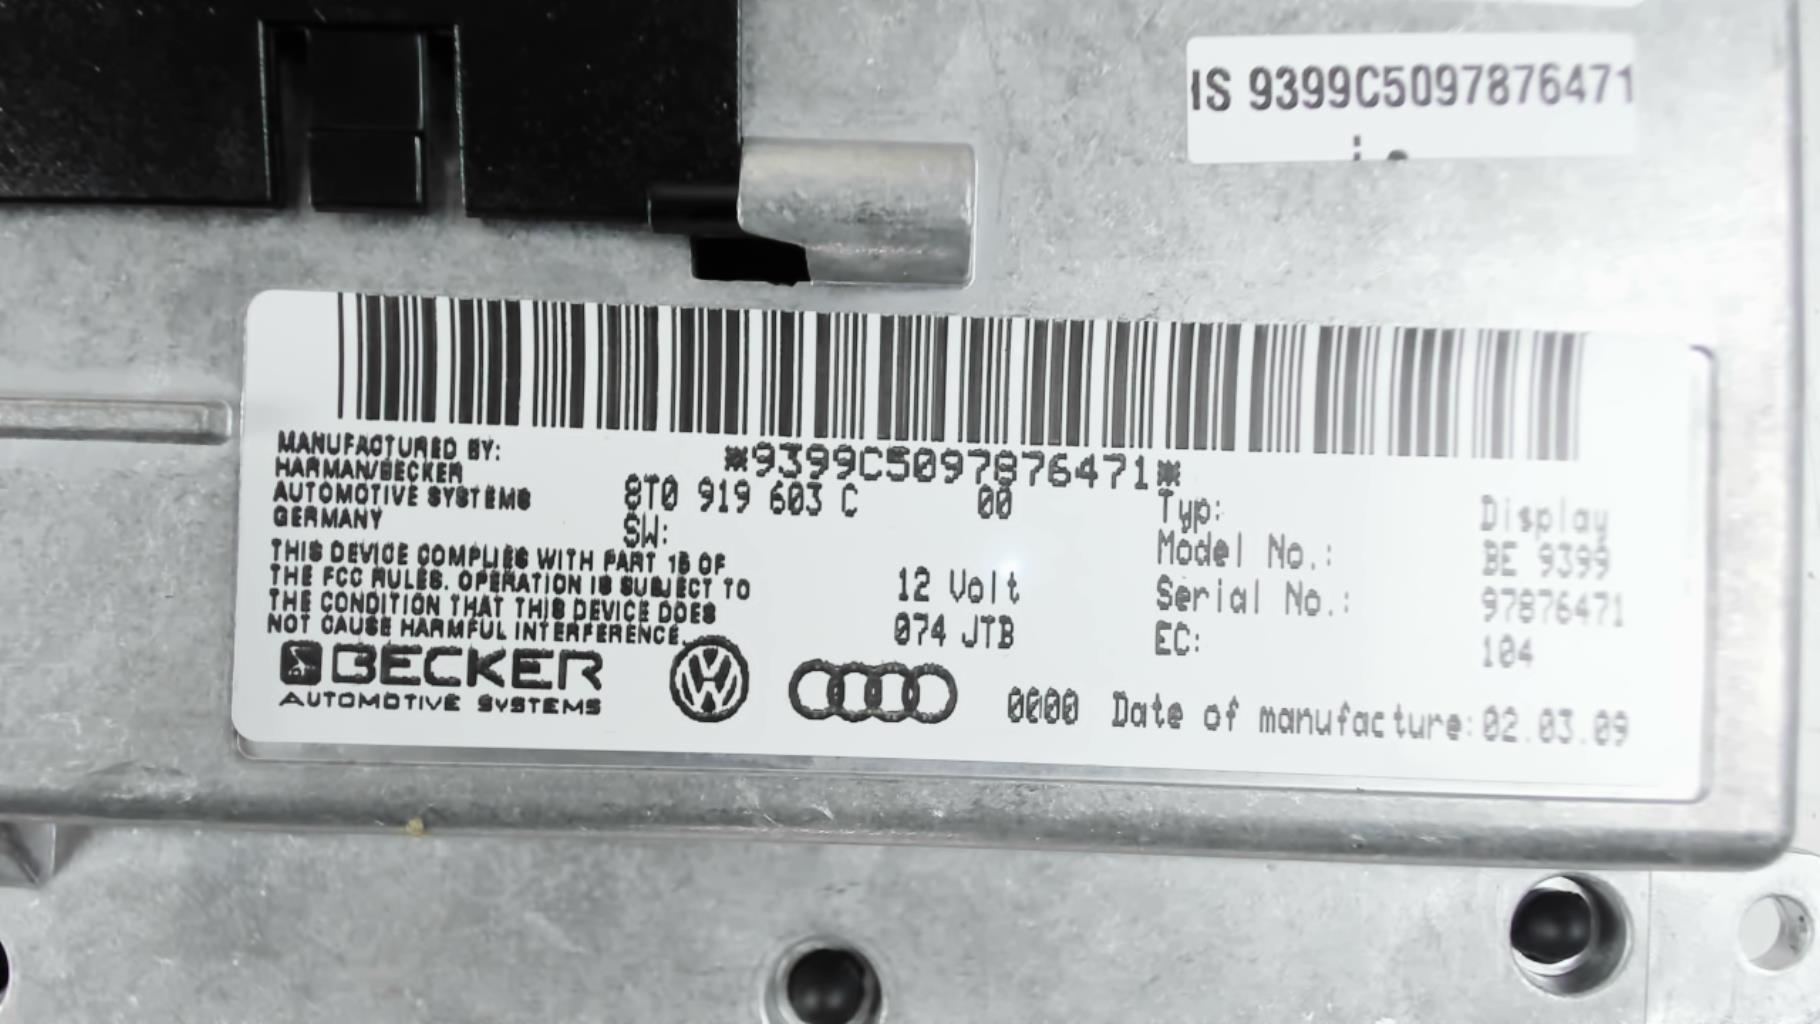 IS 9399C5097876471
*9399C5097876471*
MANUFACTURED BY:
HARMAN/BECKER
AUTOMOTIVE SYSTEMS
GERMANY
8T0 919 603 C 00
SW:
THIS DEVICE COMPLIES WITH PART 15 OF
THE FCC RULES. OPERATION IS SUBJECT TO
THE CONDITION THAT THIS DEVICE DOES
NOT CAUSE HARMFUL INTERFERENCE.
12 Volt
074 JTB
Typ: Display
Model No.: BE 9399
Serial No.: 97876471
EC: 104
BECKER
AUTOMOTIVE SYSTEMS
0000 Date of manufacture: 02.03.09